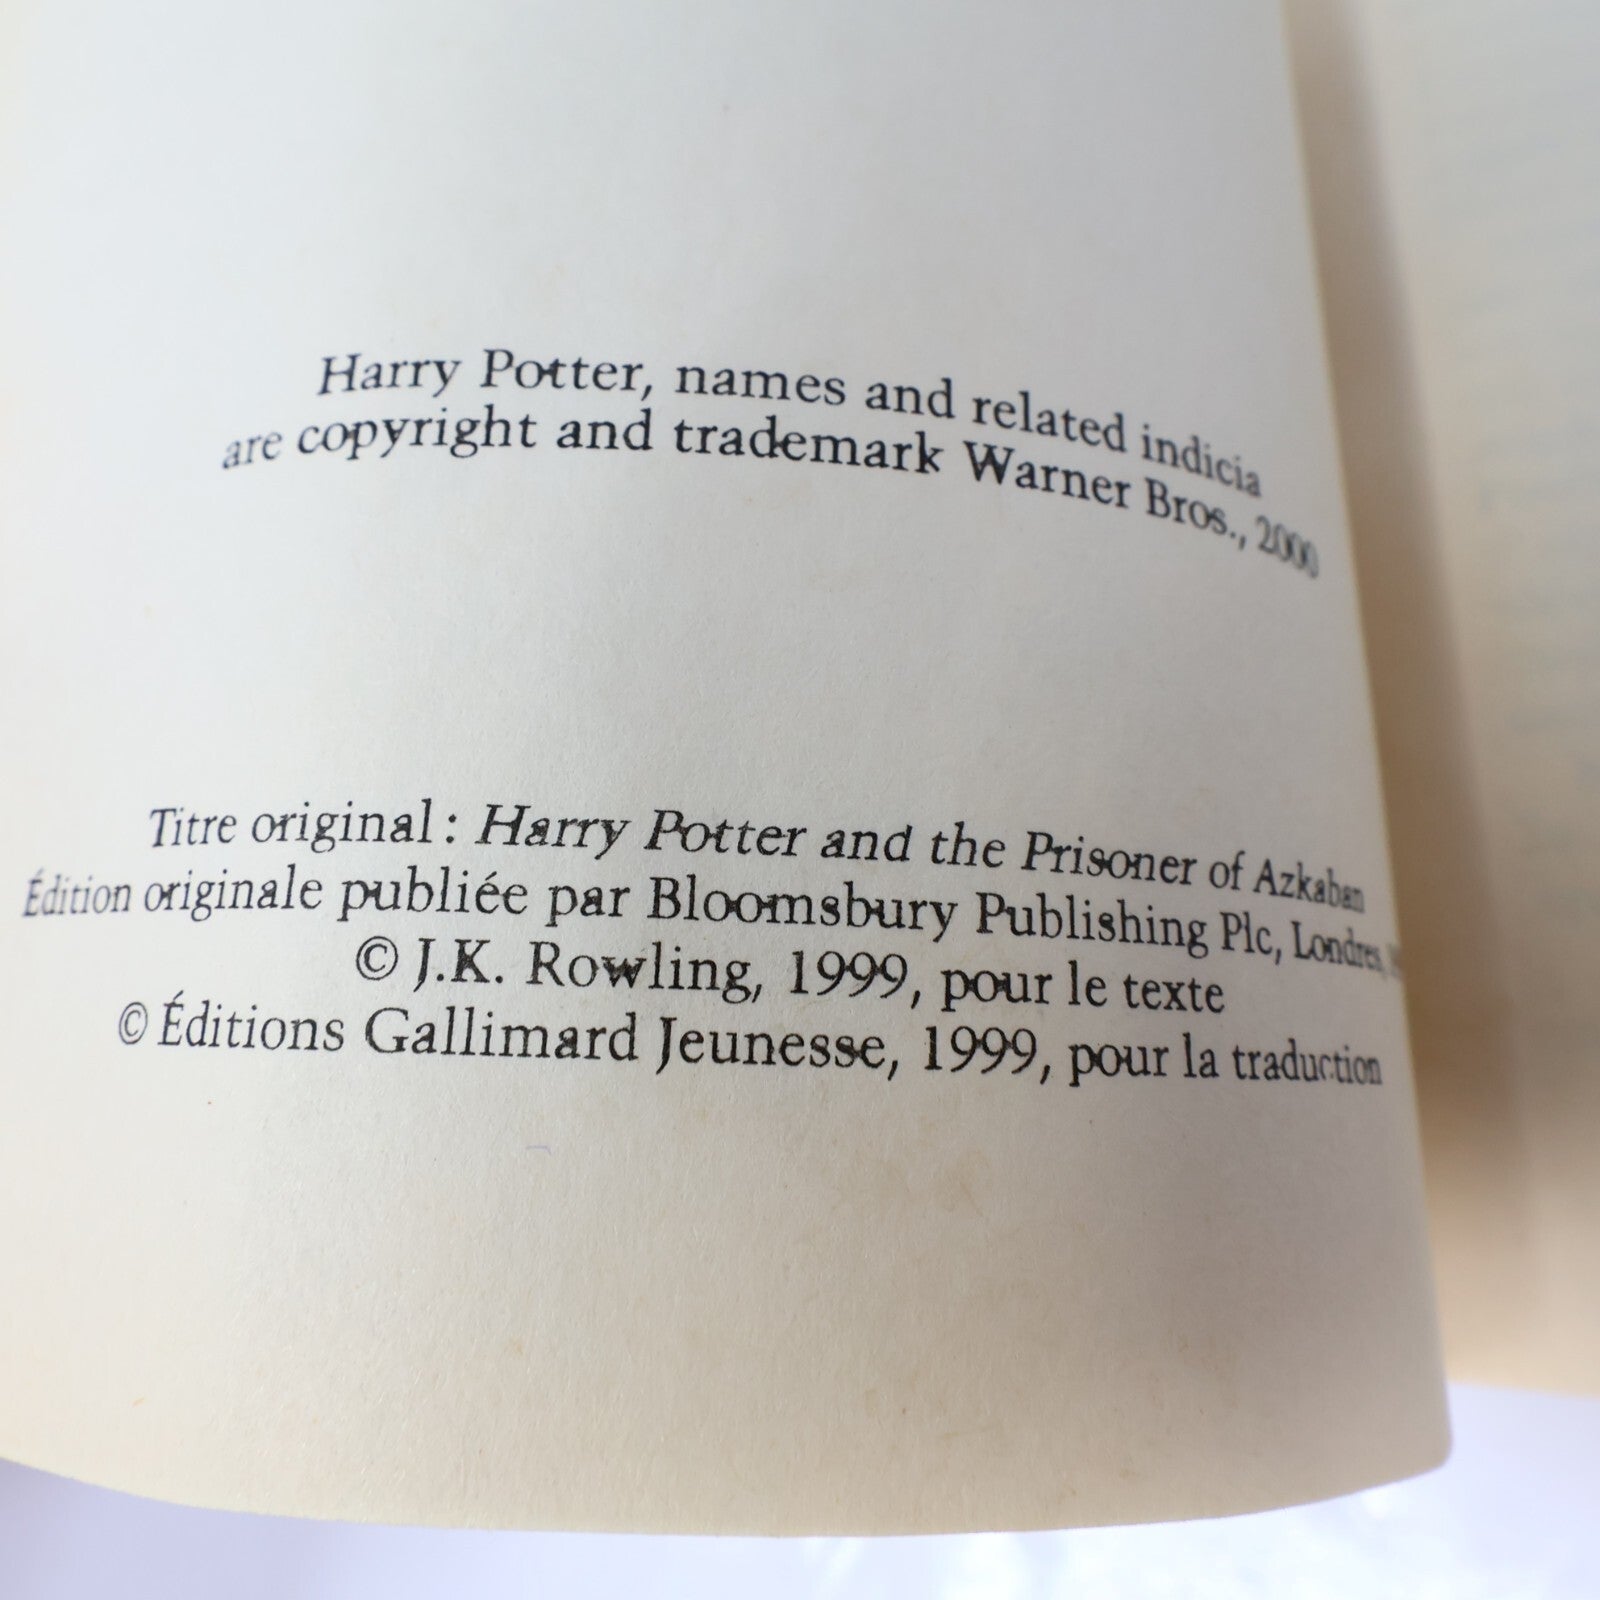 Harry Potter, names and related indicia
are copyright and trademark Warner Bros., 2000
Titre original : Harry Potter and the Prisoner of Azkaban
Édition originale publiée par Bloomsbury Publishing Plc, Londres,
© J.K. Rowling, 1999, pour le texte
© Éditions Gallimard Jeunesse, 1999, pour la traduction